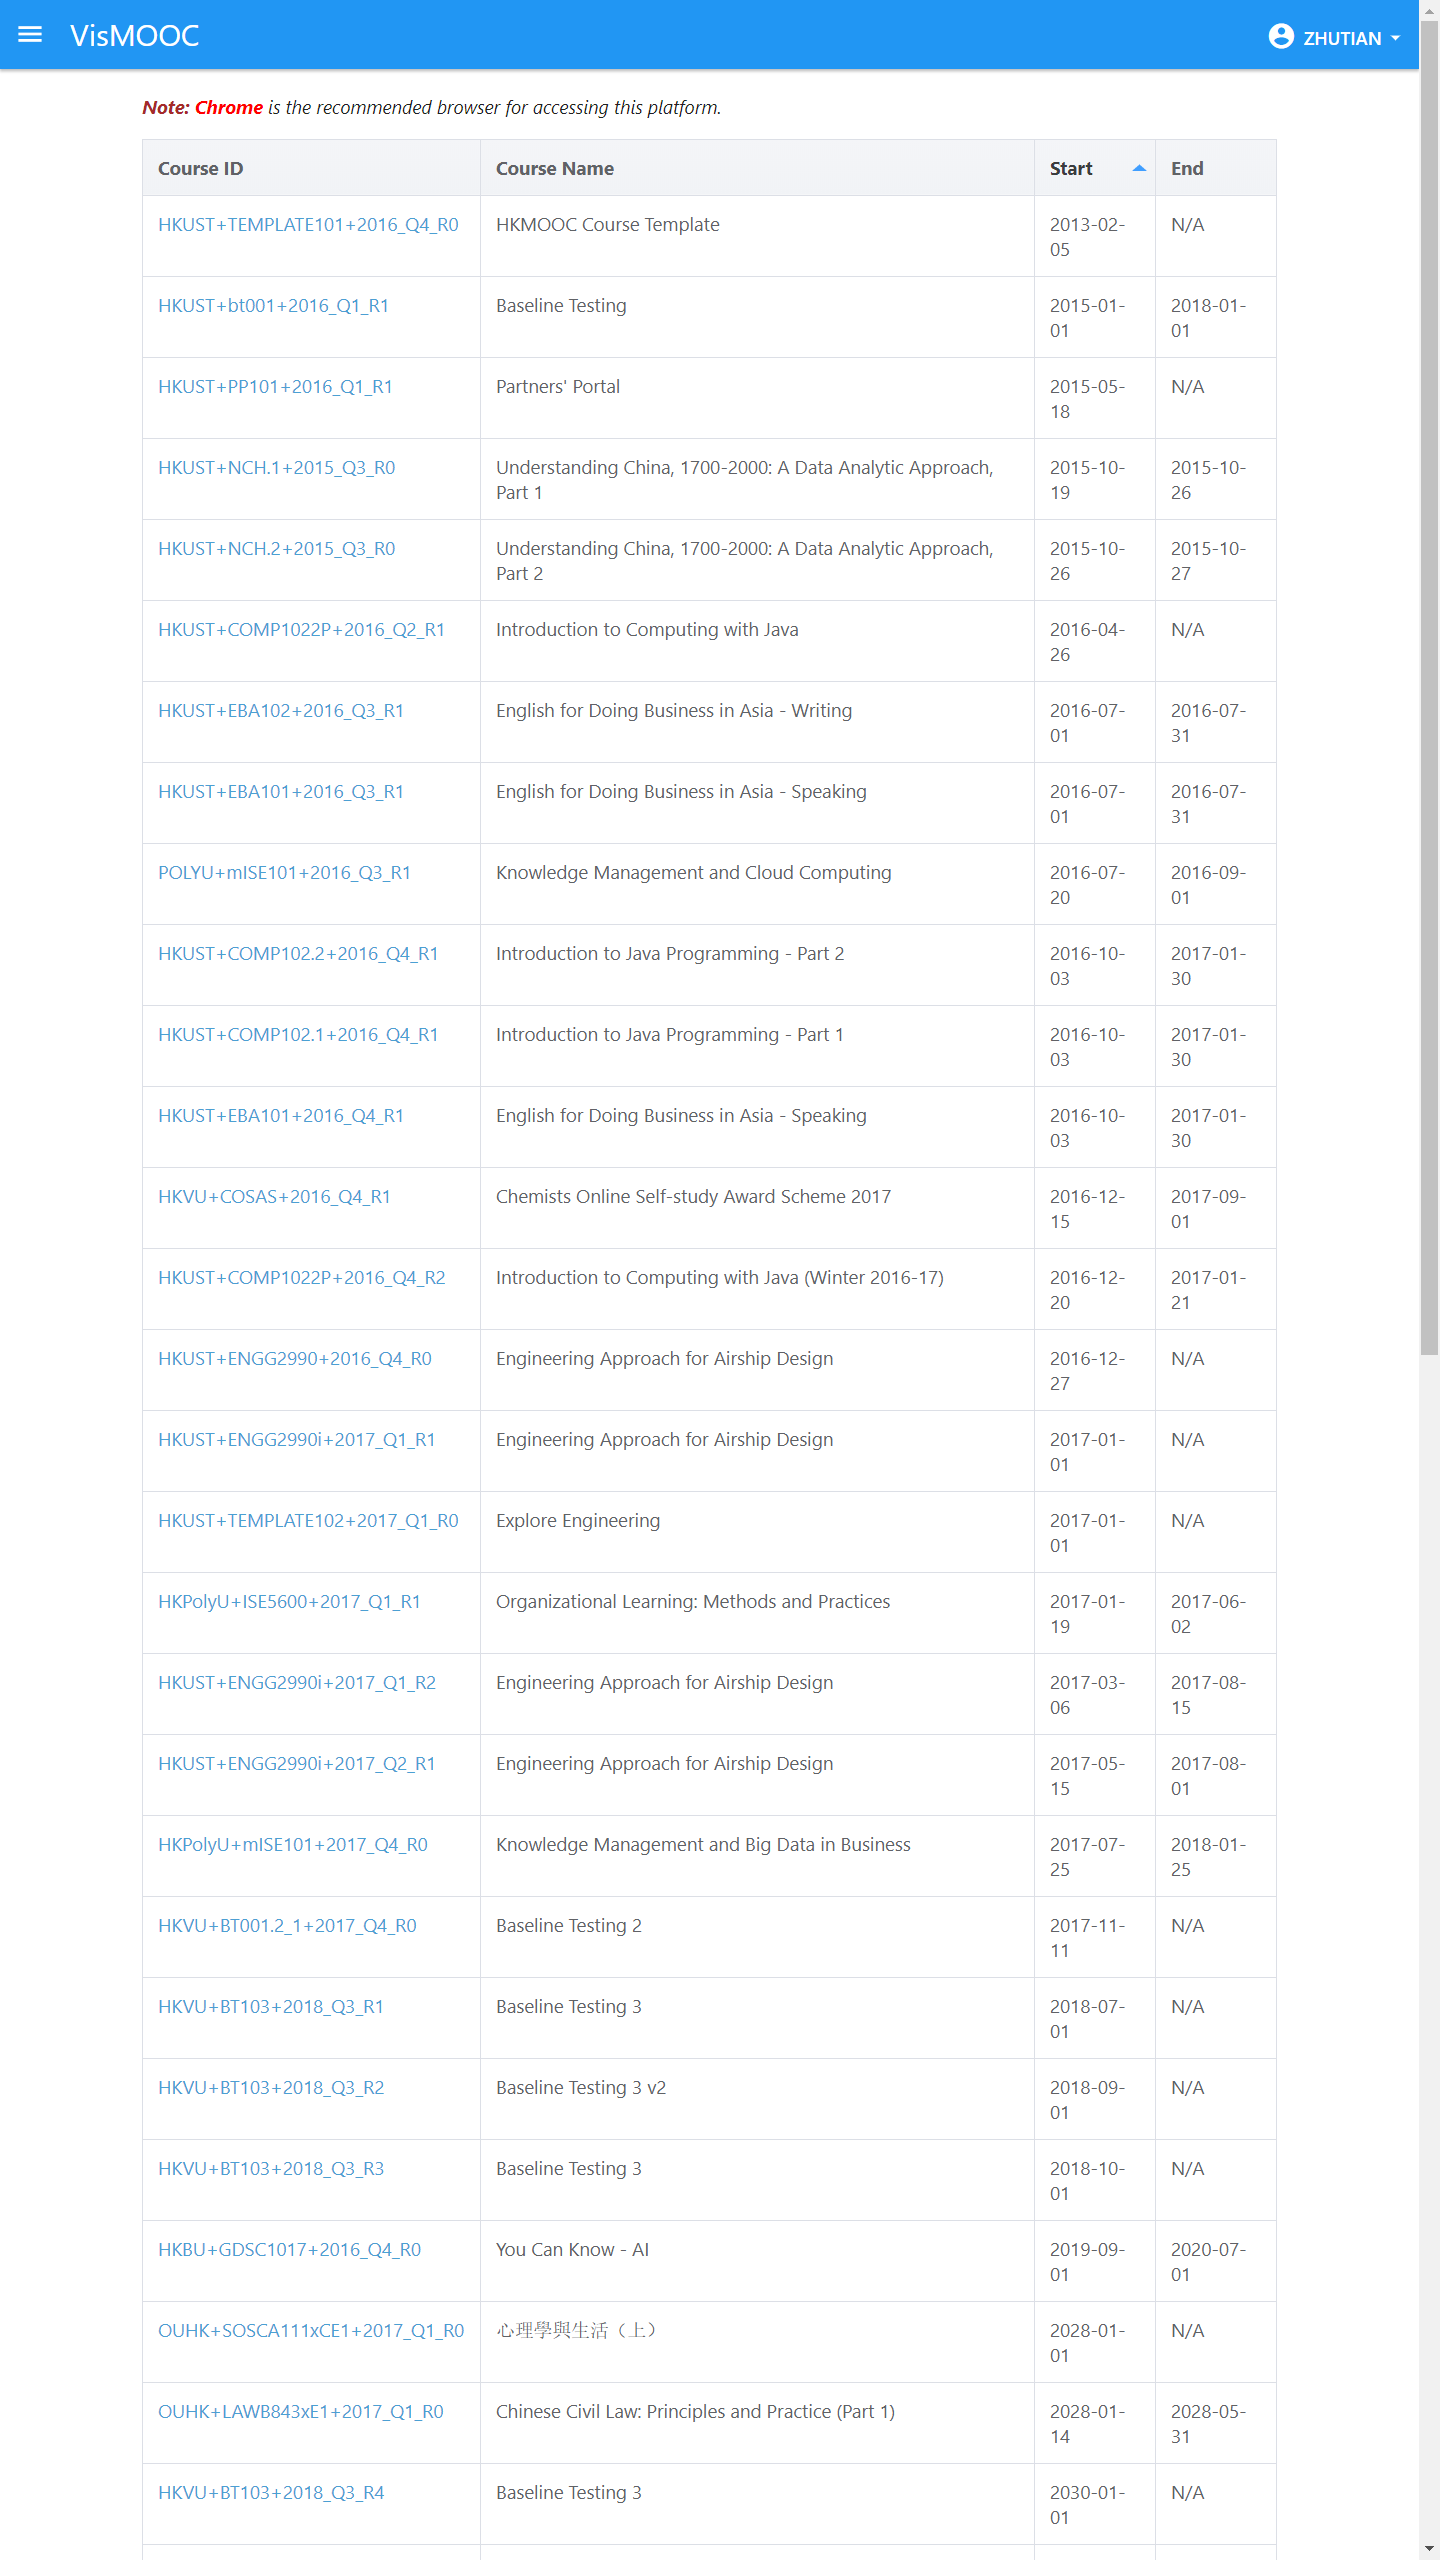 VisMOOC
ZHUTIAN
Note: Chrome is the recommended browser for accessing this platform.
Course ID Course Name Start End
HKUST+TEMPLATE101+2016_Q4_R0 HKMOOC Course Template 2013-02- N/A
05
HKUST+bt001+2016_Q1_R1 Baseline Testing 2015-01- 2018-01-
01 01
HKUST+PP101+2016_Q1_R1 Partners' Portal 2015-05- N/A
18
HKUST+NCH.1+2015_Q3_R0 Understanding China, 1700-2000: A Data Analytic Approach, 2015-10- 2015-10-
Part 1 19 26
HKUST+NCH.2+2015_Q3_R0 Understanding China, 1700-2000: A Data Analytic Approach, 2015-10- 2015-10-
Part 2 26 27
HKUST+COMP1022P+2016_Q2_R1 Introduction to Computing with Java 2016-04- N/A
26
HKUST+EBA102+2016_Q3_R1 English for Doing Business in Asia - Writing 2016-07- 2016-07-
01 31
HKUST+EBA101+2016_Q3_R1 English for Doing Business in Asia - Speaking 2016-07- 2016-07-
01 31
POLYU+mISE101+2016_Q3_R1 Knowledge Management and Cloud Computing 2016-07- 2016-09-
20 01
HKUST+COMP102.2+2016_Q4_R1 Introduction to Java Programming - Part 2 2016-10- 2017-01-
03 30
HKUST+COMP102.1+2016_Q4_R1 Introduction to Java Programming - Part 1 2016-10- 2017-01-
03 30
HKUST+EBA101+2016_Q4_R1 English for Doing Business in Asia - Speaking 2016-10- 2017-01-
03 30
HKVU+COSAS+2016_Q4_R1 Chemists Online Self-study Award Scheme 2017 2016-12- 2017-09-
15 01
HKUST+COMP1022P+2016_Q4_R2 Introduction to Computing with Java (Winter 2016-17) 2016-12- 2017-01-
20 21
HKUST+ENGG2990+2016_Q4_R0 Engineering Approach for Airship Design 2016-12- N/A
27
HKUST+ENGG2990i+2017_Q1_R1 Engineering Approach for Airship Design 2017-01- N/A
01
HKUST+TEMPLATE102+2017_Q1_R0 Explore Engineering 2017-01- N/A
01
HKPolyU+ISE5600+2017_Q1_R1 Organizational Learning: Methods and Practices 2017-01- 2017-06-
19 02
HKUST+ENGG2990i+2017_Q1_R2 Engineering Approach for Airship Design 2017-03- 2017-08-
06 15
HKUST+ENGG2990i+2017_Q2_R1 Engineering Approach for Airship Design 2017-05- 2017-08-
15 01
HKPolyU+mISE101+2017_Q4_R0 Knowledge Management and Big Data in Business 2017-07- 2018-01-
25 25
HKVU+BT001.2_1+2017_Q4_R0 Baseline Testing 2 2017-11- N/A
11
HKVU+BT103+2018_Q3_R1 Baseline Testing 3 2018-07- N/A
01
HKVU+BT103+2018_Q3_R2 Baseline Testing 3 v2 2018-09- N/A
01
HKVU+BT103+2018_Q3_R3 Baseline Testing 3 2018-10- N/A
01
HKBU+GDSC1017+2016_Q4_R0 You Can Know - AI 2019-09- 2020-07-
01 01
OUHK+SOSCA111xCE1+2017_Q1_R0 心理學與生活（上） 2028-01- N/A
01
OUHK+LAWB843xE1+2017_Q1_R0 Chinese Civil Law: Principles and Practice (Part 1) 2028-01- 2028-05-
14 31
HKVU+BT103+2018_Q3_R4 Baseline Testing 3 2030-01- N/A
01